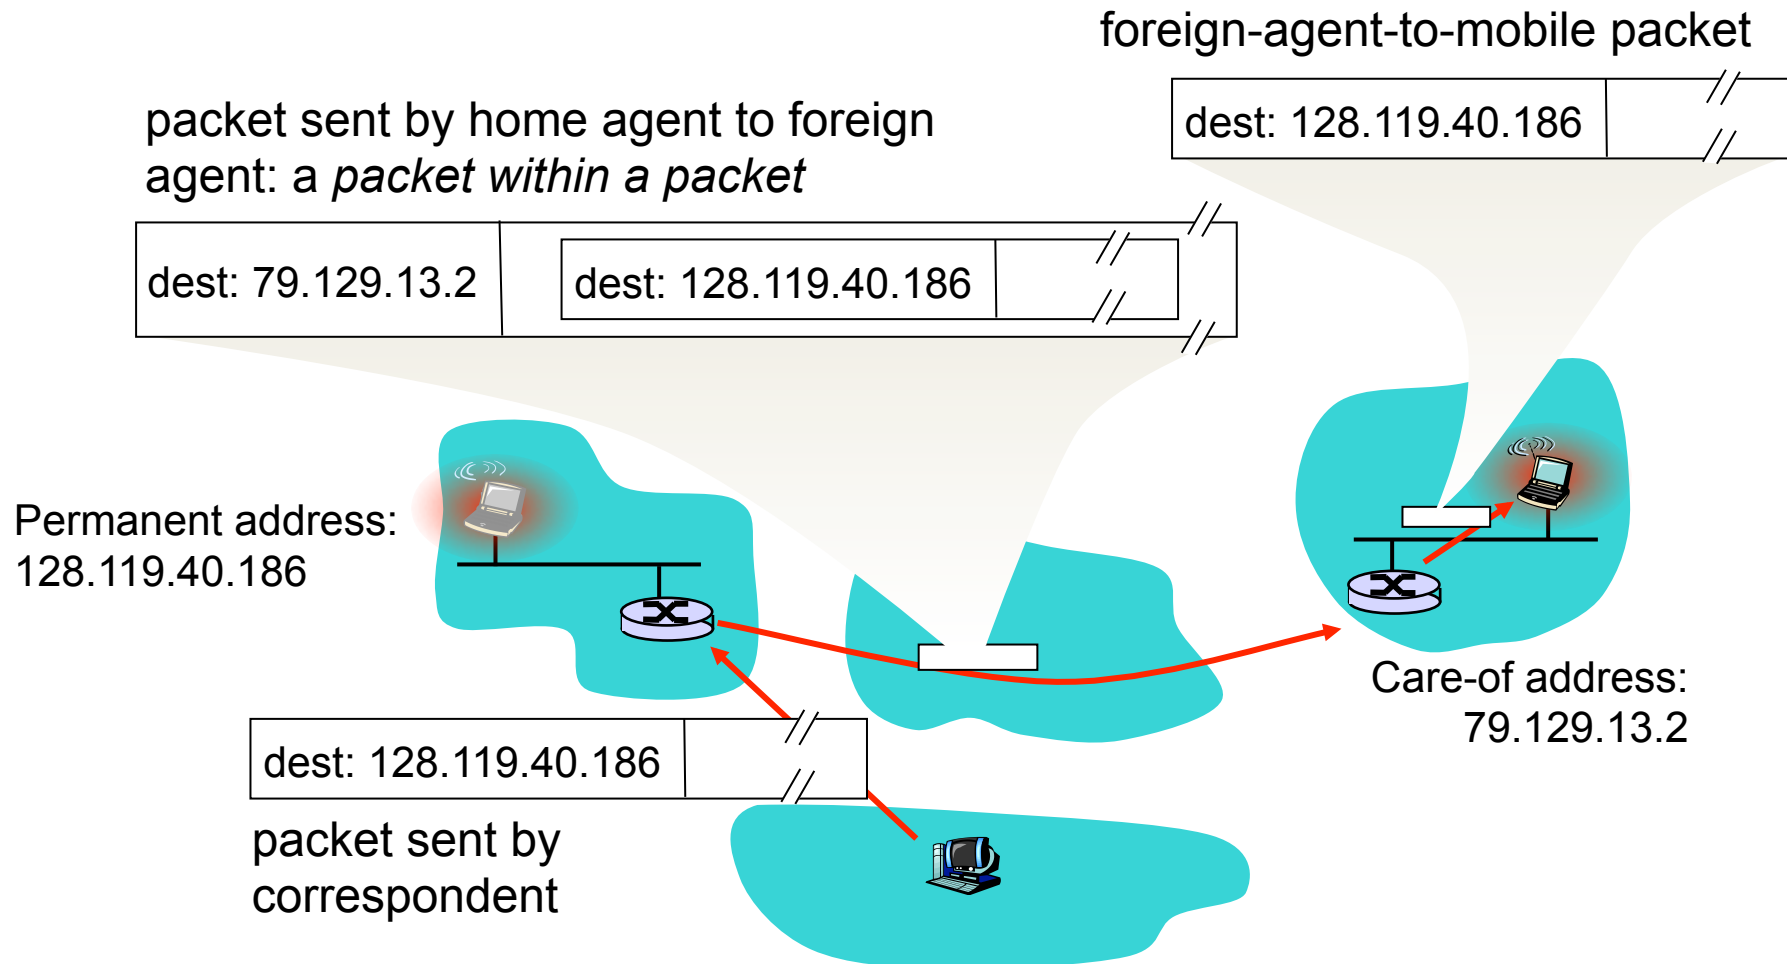 foreign-agent-to-mobile packet
dest: 128.119.40.186
packet sent by home agent to foreign
agent: a packet within a packet
dest: 79.129.13.2
dest: 128.119.40.186
Permanent address:
128.119.40.186
Care-of address:
79.129.13.2
dest: 128.119.40.186
packet sent by
correspondent